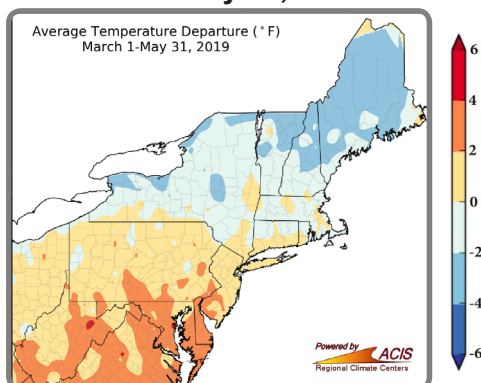 Average Temperature Departure (°F)
March 1-May 31, 2019
6
4
2
0
-2
-4
-6
Powered by
ACIS
Regional Climate Centers